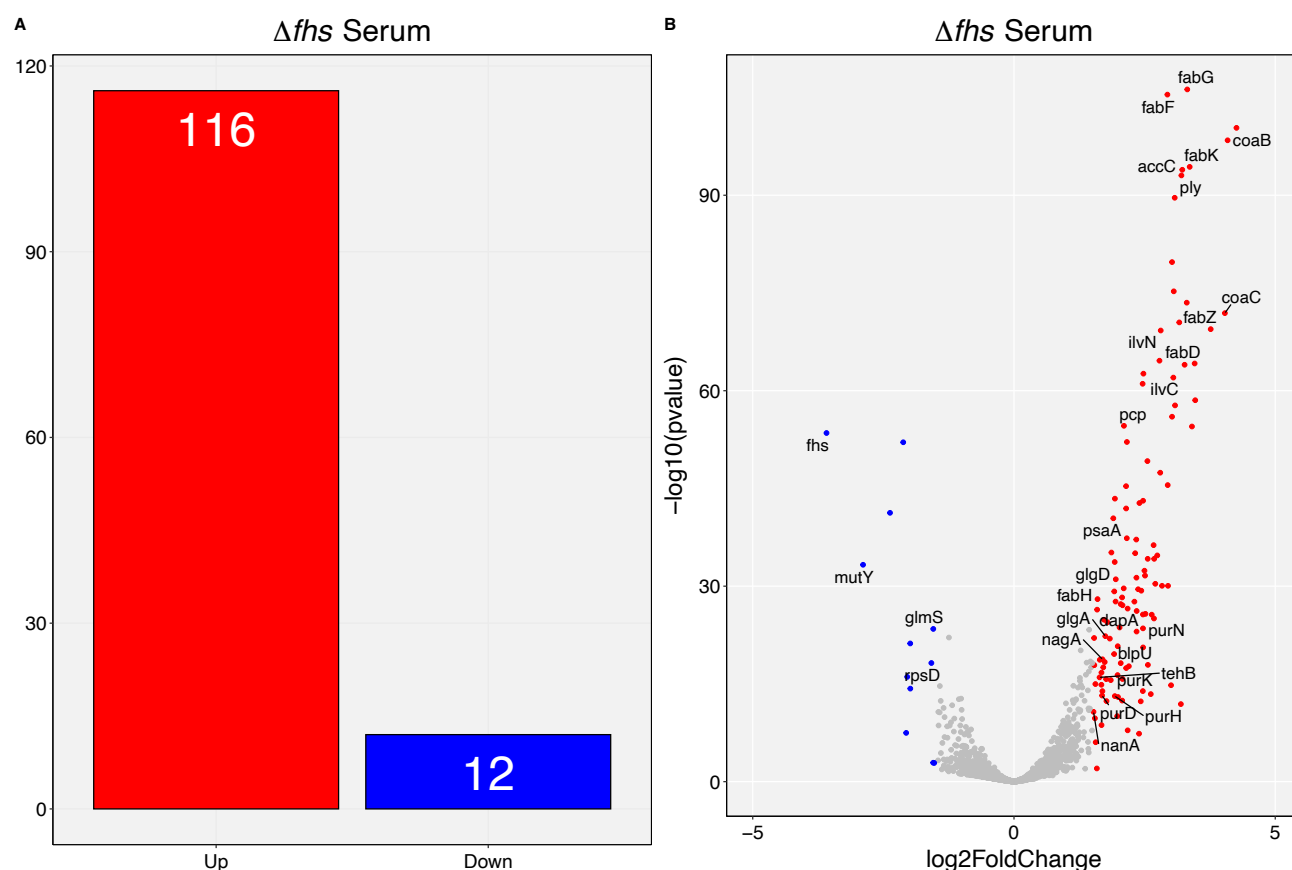 A
Δfhs Serum
120
90
60
30
0
116
12
Up
Down
B
Δfhs Serum
−log10(pvalue)
90
60
30
0
fabG
fabF
coaB
fabK
accC
ply
coaC
fabZ
ilvN
fabD
ilvC
pcp
fhs
psaA
mutY
glgD
fabH
glmS
glgA
dapA
purN
nagA
blpU
tehB
rpsD
purK
purD
purH
nanA
−5
0
5
log2FoldChange